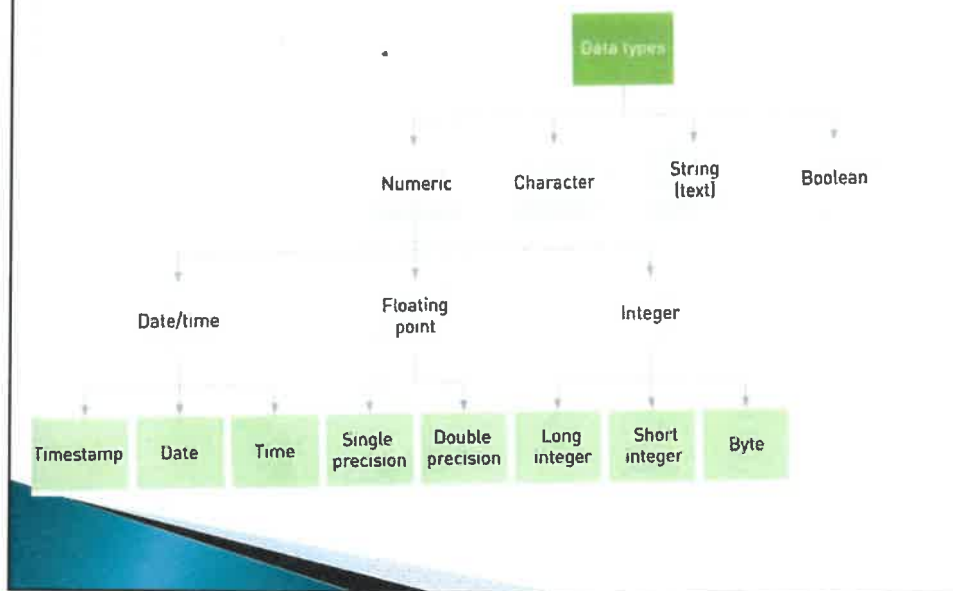 Data types
Numeric
Character
String
(text)
Boolean
Date/time
Floating
point
Integer
Timestamp
Date
Time
Single
precision
Double
precision
Long
integer
Short
integer
Byte